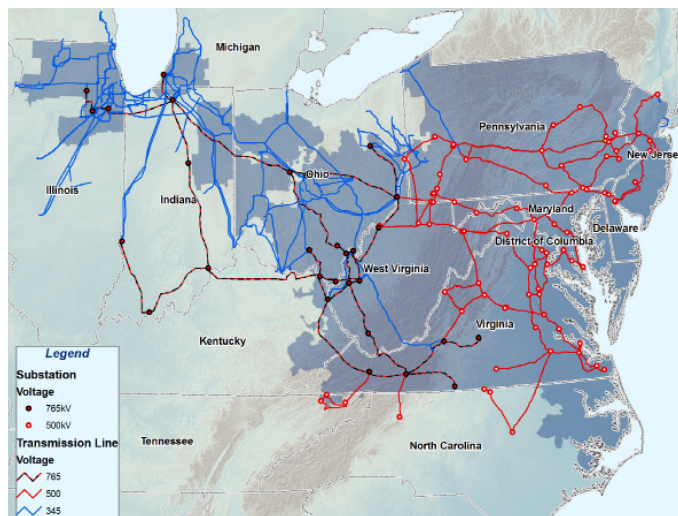 Michigan
Pennsylvania
New Jerse
Ohio
Illinois
Indiana
Maryland
Delaware
District of Columbia
West Virginia
Kentucky
Virginia
Tennessee
North Carolina
Legend
Substation
Voltage
765kV
500kV
Transmission Line
Voltage
765
500
345